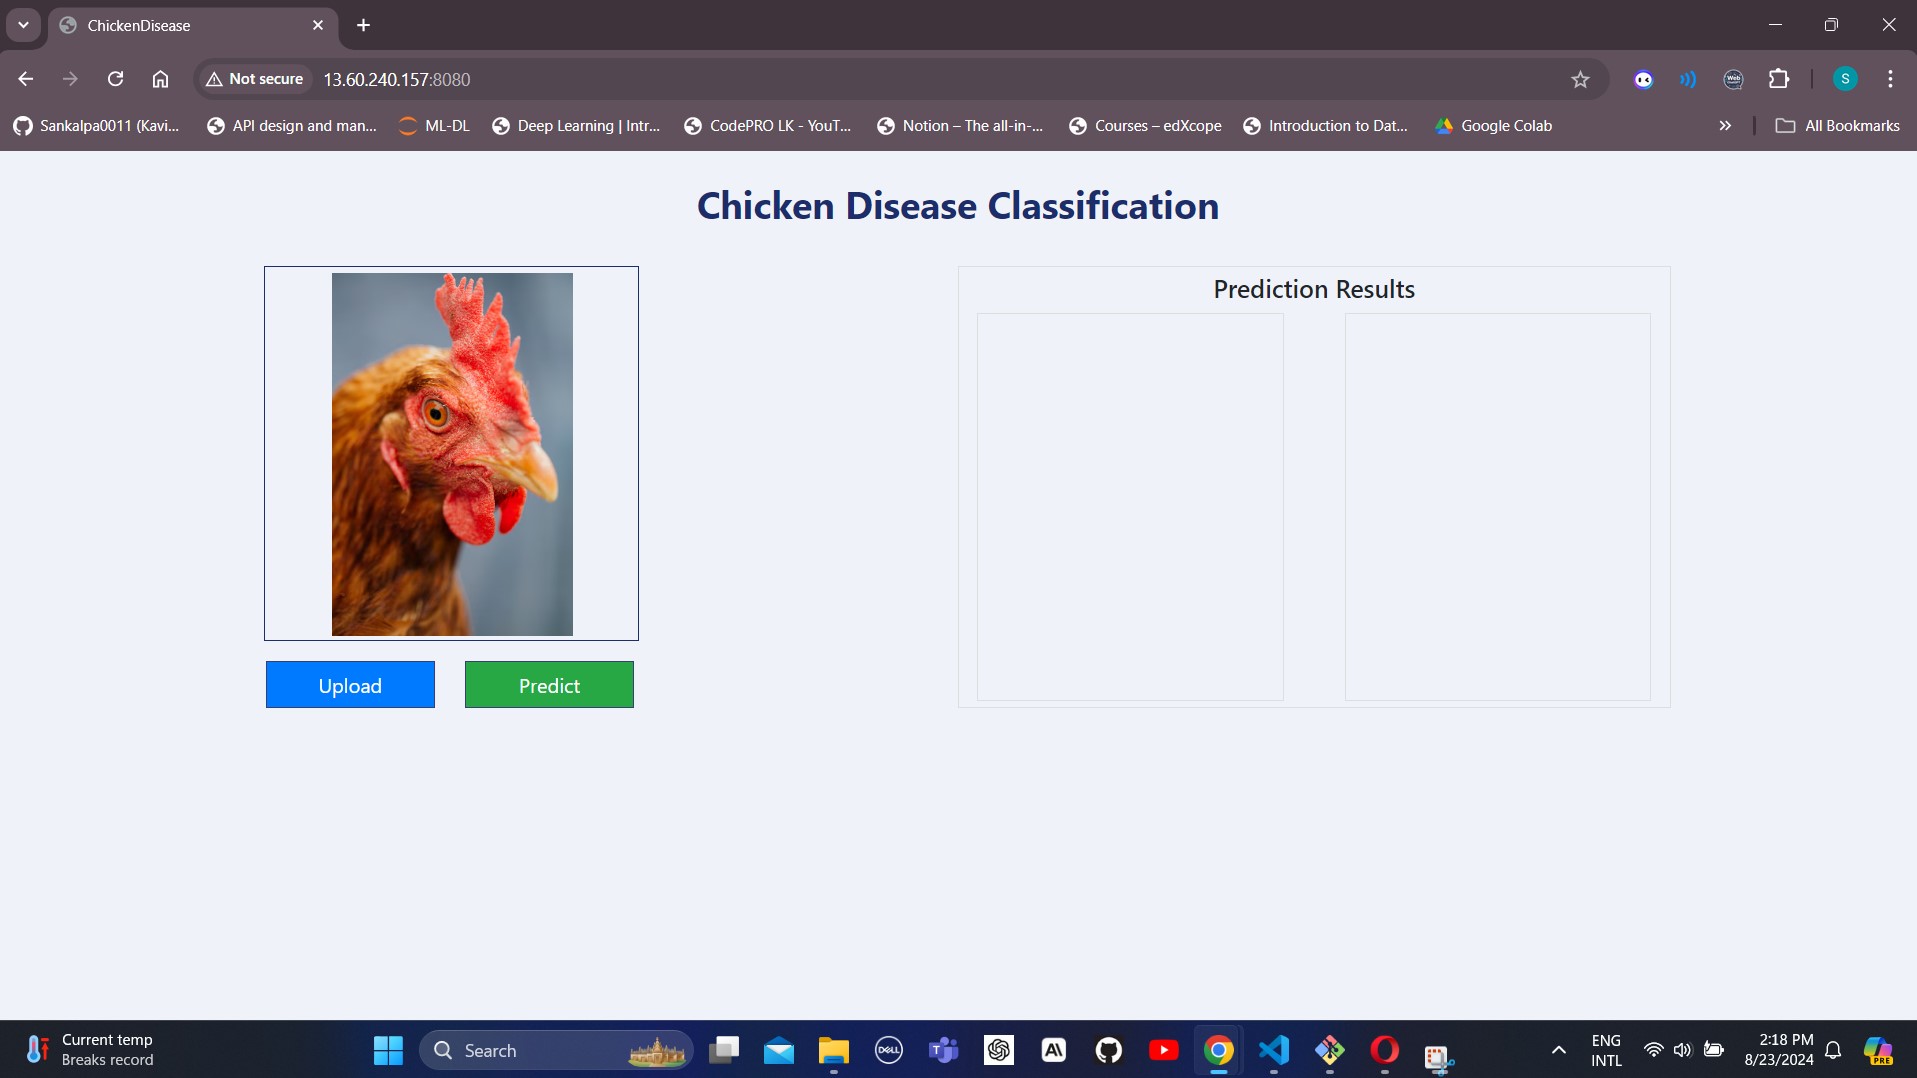 ChickenDisease
Not secure
13.60.240.157:8080
S
Sankalpa0011 (Kavi...
API design and man...
ML-DL
Deep Learning | Intr...
CodePRO LK - YouT...
Notion – The all-in-...
Courses – edXcope
Introduction to Dat...
Google Colab
All Bookmarks
Chicken Disease Classification
Prediction Results
Upload
Predict
Current temp
Breaks record
Search
DELL
ENG
INTL
2:18 PM
8/23/2024
PRE